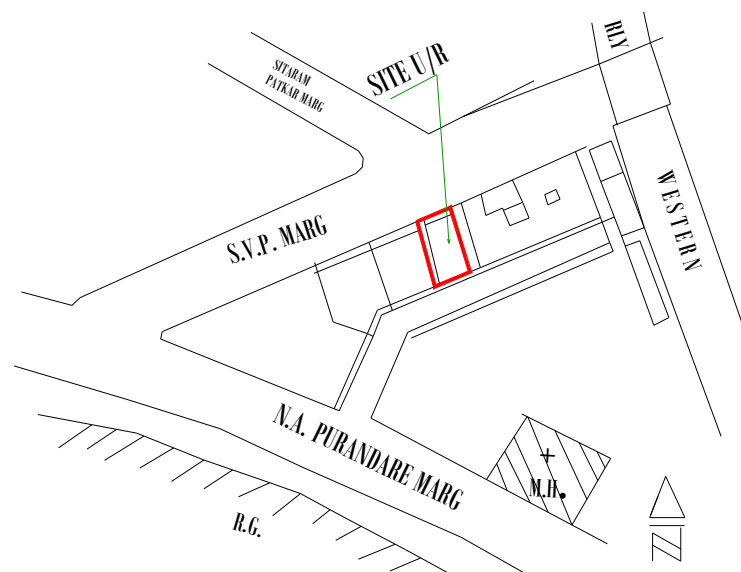 RLY
SITE U/R
SITARAM
PATKAR MARG
WESTERN
S.V.P. MARG
N.A. PURANDARE MARG
M.H.
R.G.
N